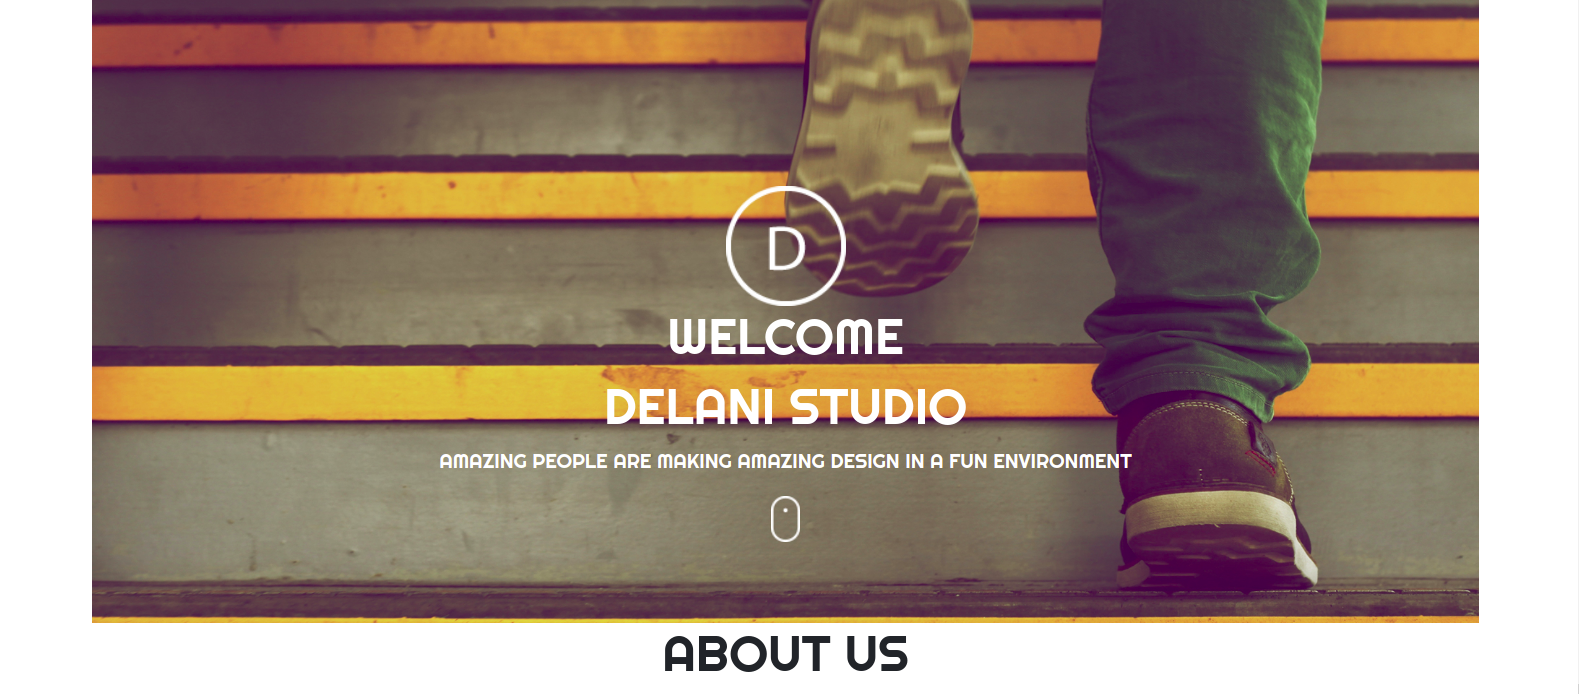 D
WELCOME
DELANI STUDIO
AMAZING PEOPLE ARE MAKING AMAZING DESIGN IN A FUN ENVIRONMENT
ABOUT US